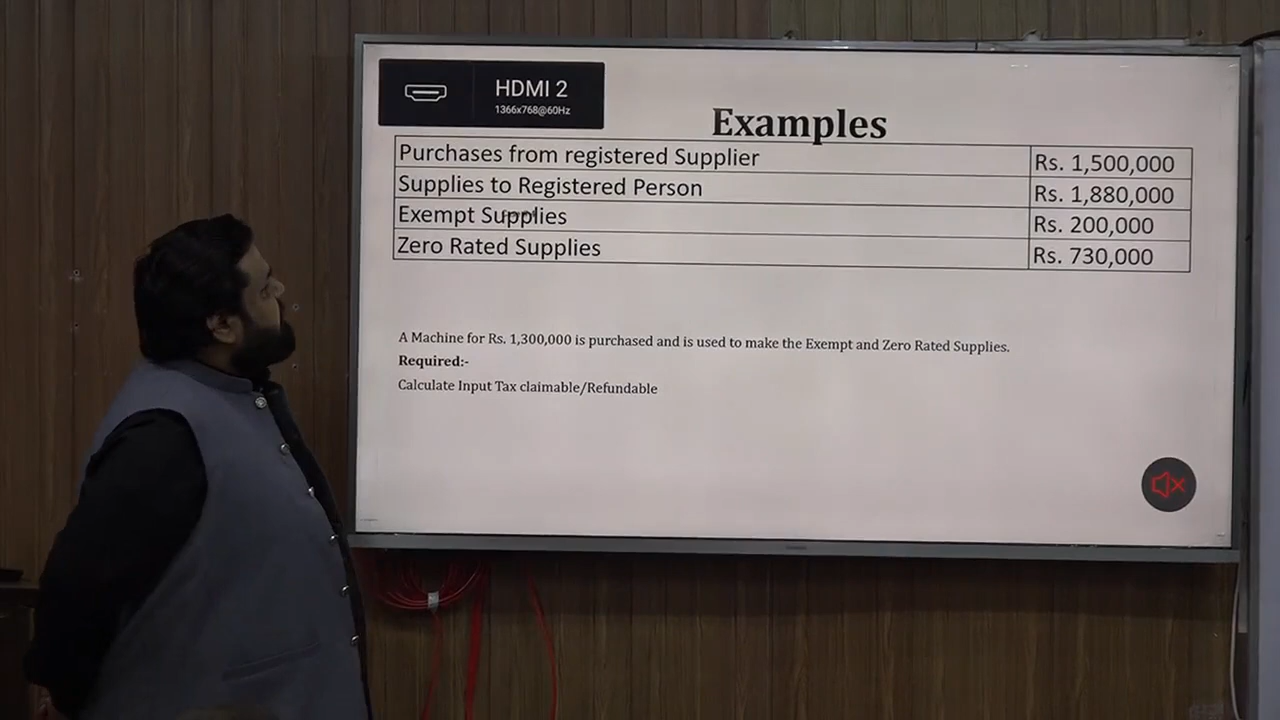 HDMI 2
1366x768@60Hz
Examples
Purchases from registered Supplier Rs. 1,500,000
Supplies to Registered Person Rs. 1,880,000
Exempt Supplies Rs. 200,000
Zero Rated Supplies Rs. 730,000
A Machine for Rs. 1,300,000 is purchased and is used to make the Exempt and Zero Rated Supplies.
Required:-
Calculate Input Tax claimable/Refundable